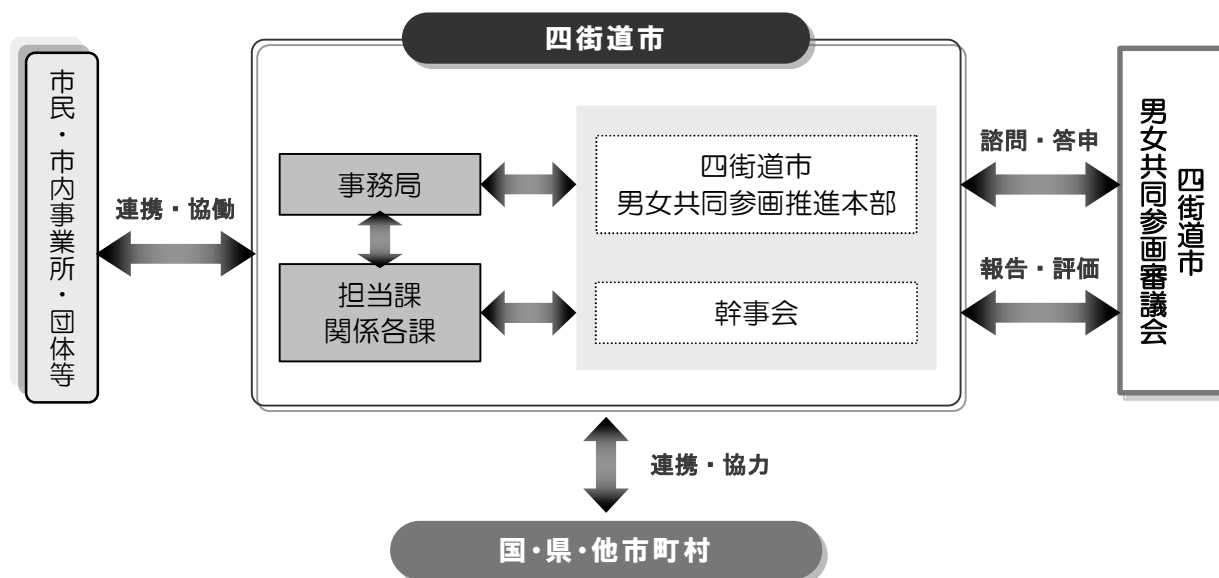 四街道市
市民・市内事業所・団体等
連携・協働
事務局
担当課
関係各課
四街道市
男女共同参画推進本部
幹事会
諮問・答申
報告・評価
四街道市
男女共同参画審議会
連携・協力
国・県・他市町村